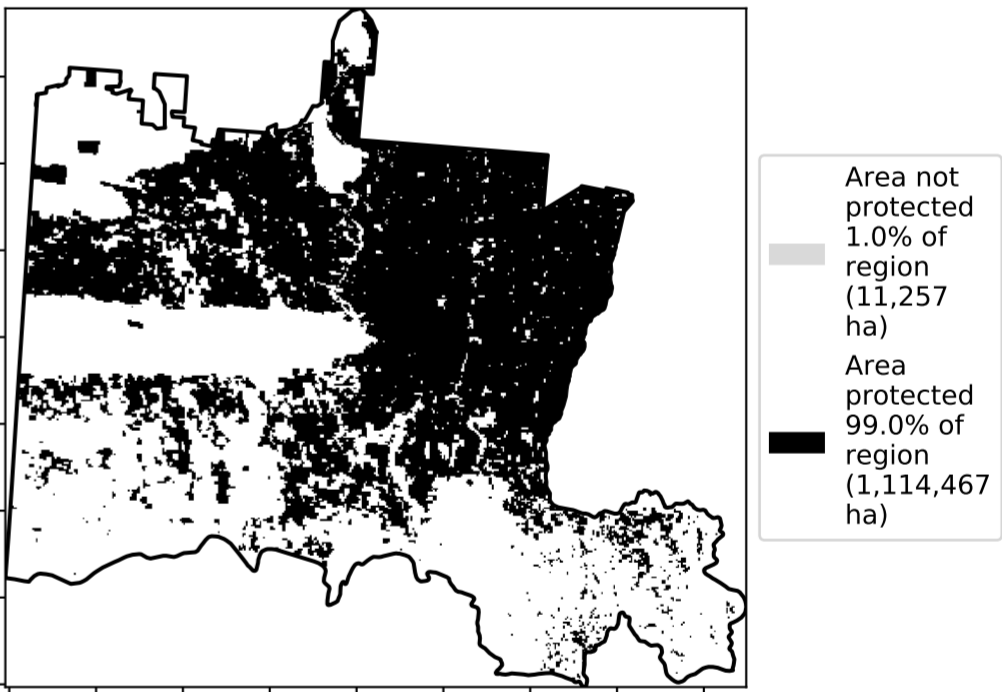 Area not
protected
1.0% of
region
(11,257
ha)
Area
protected
99.0% of
region
(1,114,467
ha)